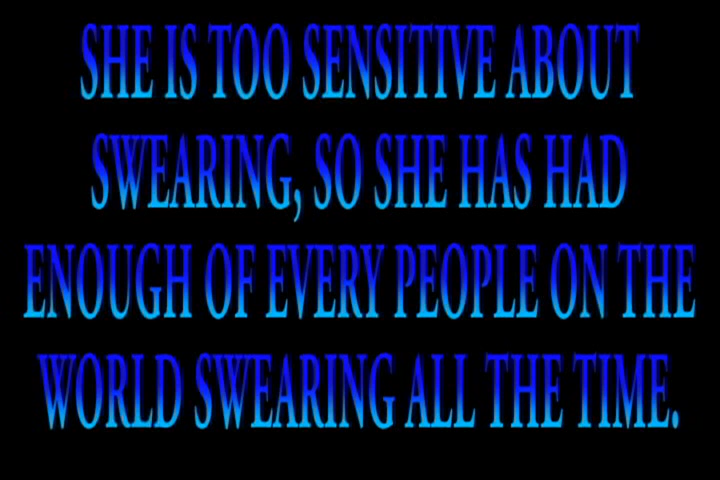 SHE IS TOO SENSITIVE ABOUT
SWEARING, SO SHE HAS HAD
ENOUGH OF EVERY PEOPLE ON THE
WORLD SWEARING ALL THE TIME.